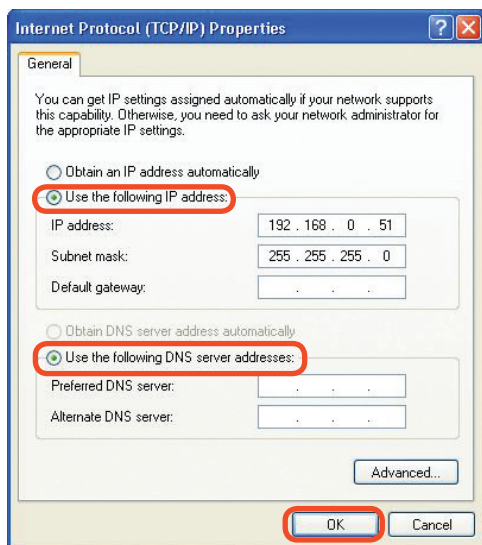 Internet Protocol (TCP/IP) Properties
General
You can get IP settings assigned automatically if your network supports
this capability. Otherwise, you need to ask your network administrator for
the appropriate IP settings.
Obtain an IP address automatically
Use the following IP address:
IP address: 192 . 168 . 0 . 51
Subnet mask: 255 . 255 . 255 . 0
Default gateway: . . .
Obtain DNS server address automatically
Use the following DNS server addresses:
Preferred DNS server: . . .
Alternate DNS server: . . .
Advanced...
OK Cancel